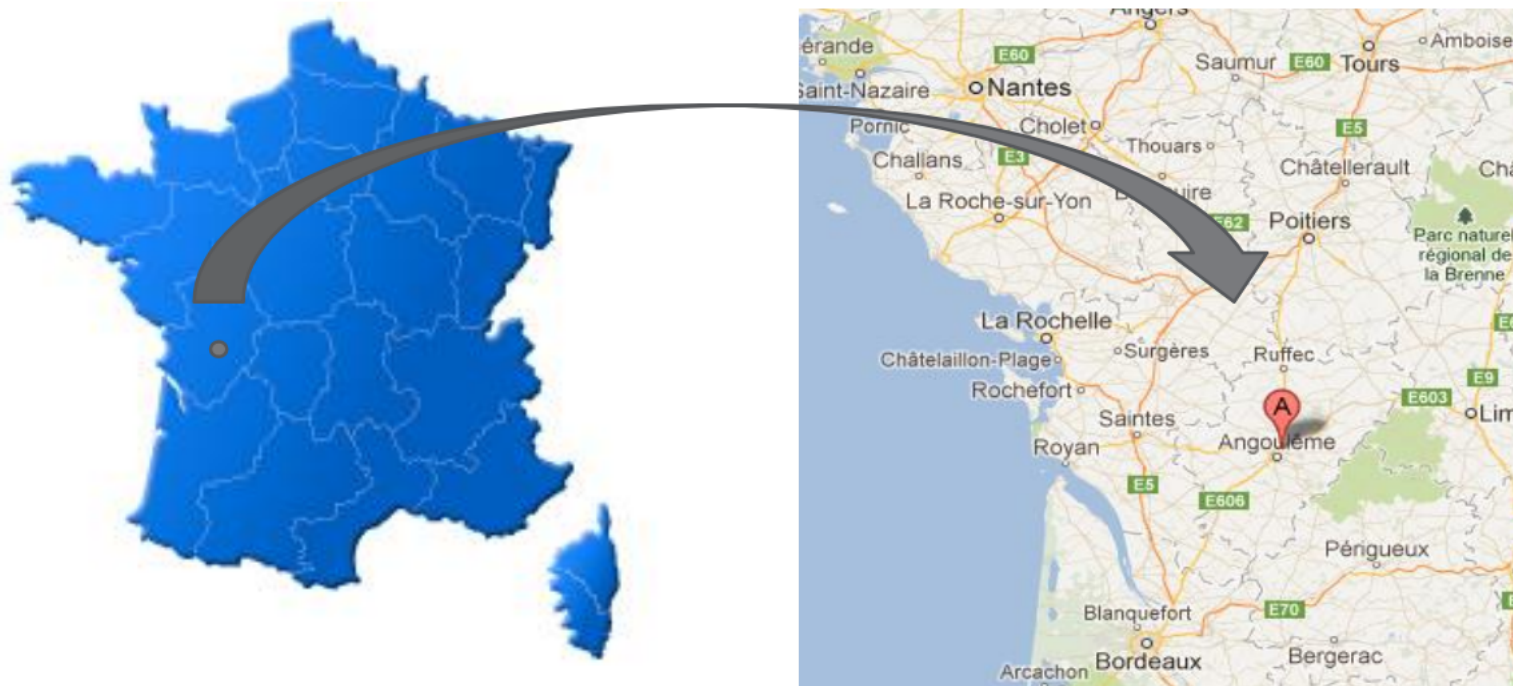 Angers
érande
E60
Saumur
E60
Tours
Amboise
Saint-Nazaire
Nantes
Pornic
Cholet
E5
E3
Thouars
Challans
Châtellerault
La Roche-sur-Yon
E62
Poitiers
Parc naturel
régional de
la Brenne
La Rochelle
Surgères
Châtelaillon-Plage
Ruffec
Rochefort
E9
E603
A
Saintes
Lim
Royan
Angoulême
E5
E606
Périgueux
Blanquefort
E70
Bordeaux
Bergerac
Arcachon